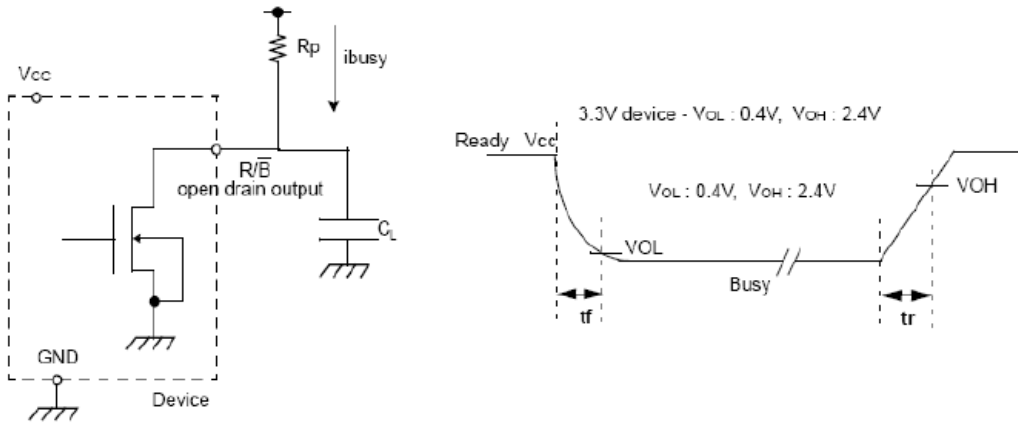 Rp
ibusy
Vcc
R/B̅
open drain output
CL
GND
Device
3.3V device - VOL : 0.4V, VOH : 2.4V
Ready Vcc
VOL : 0.4V, VOH : 2.4V
VOH
VOL
Busy
tf
tr